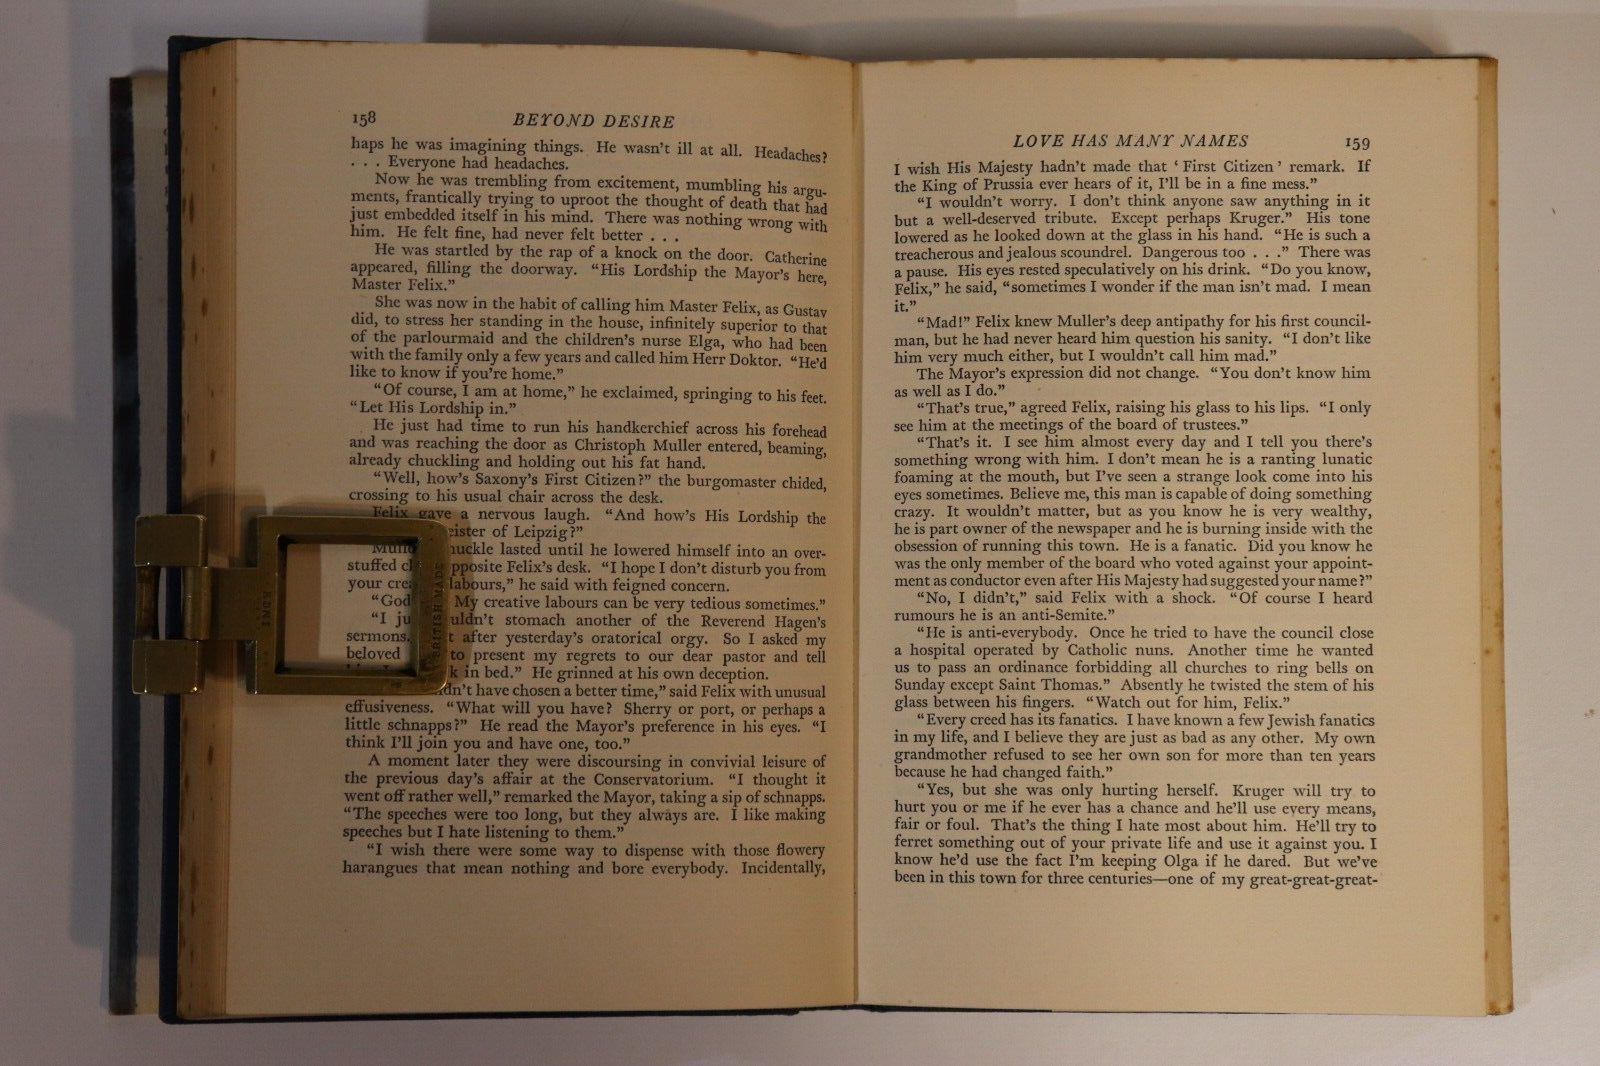 158 BEYOND DESIRE
haps he was imagining things. He wasn't ill at all. Headaches?
. . . Everyone had headaches.
Now he was trembling from excitement, mumbling his argu-
ments, frantically trying to uproot the thought of death that had
just embedded itself in his mind. There was nothing wrong with
him. He felt fine, had never felt better . . .
He was startled by the rap of a knock on the door. Catherine
appeared, filling the doorway. “His Lordship the Mayor's here,
Master Felix.”
She was now in the habit of calling him Master Felix, as Gustav
did, to stress her standing in the house, infinitely superior to that
of the parlourmaid and the children's nurse Elga, who had been
with the family only a few years and called him Herr Doktor. “He'd
like to know if you're home.”
“Of course, I am at home,” he exclaimed, springing to his feet.
“Let His Lordship in.”
He just had time to run his handkerchief across his forehead
and was reaching the door as Christoph Muller entered, beaming,
already chuckling and holding out his fat hand.
“Well, how's Saxony's First Citizen?” the burgomaster chided,
crossing to his usual chair across the desk.
Felix gave a nervous laugh. “And how's His Lordship the
eister of Leipzig?”
Mulle huckle lasted until he lowered himself into an over-
stuffed c pposite Felix's desk. “I hope I don't disturb you from
your crea labours,” he said with feigned concern.
“God My creative labours can be very tedious sometimes.”
“I ju uldn't stomach another of the Reverend Hagen's
sermons. t after yesterday's oratorical orgy. So I asked my
beloved to present my regrets to our dear pastor and tell
k in bed.” He grinned at his own deception.
dn't have chosen a better time,” said Felix with unusual
effusiveness. “What will you have? Sherry or port, or perhaps a
little schnapps?” He read the Mayor's preference in his eyes. “I
think I'll join you and have one, too.”
A moment later they were discoursing in convivial leisure of
the previous day's affair at the Conservatorium. “I thought it
went off rather well,” remarked the Mayor, taking a sip of schnapps.
“The speeches were too long, but they always are. I like making
speeches but I hate listening to them.”
“I wish there were some way to dispense with those flowery
harangues that mean nothing and bore everybody. Incidentally,
BRITISH MADE
LOVE HAS MANY NAMES 159
I wish His Majesty hadn't made that ‘ First Citizen ’ remark. If
the King of Prussia ever hears of it, I'll be in a fine mess.”
“I wouldn't worry. I don't think anyone saw anything in it
but a well-deserved tribute. Except perhaps Kruger.” His tone
lowered as he looked down at the glass in his hand. “He is such a
treacherous and jealous scoundrel. Dangerous too . . .” There was
a pause. His eyes rested speculatively on his drink. “Do you know,
Felix,” he said, “sometimes I wonder if the man isn't mad. I mean
it.”
“Mad!” Felix knew Muller's deep antipathy for his first council-
man, but he had never heard him question his sanity. “I don't like
him very much either, but I wouldn't call him mad.”
The Mayor's expression did not change. “You don't know him
as well as I do.”
“That's true,” agreed Felix, raising his glass to his lips. “I only
see him at the meetings of the board of trustees.”
“That's it. I see him almost every day and I tell you there's
something wrong with him. I don't mean he is a ranting lunatic
foaming at the mouth, but I've seen a strange look come into his
eyes sometimes. Believe me, this man is capable of doing something
crazy. It wouldn't matter, but as you know he is very wealthy,
he is part owner of the newspaper and he is burning inside with the
obsession of running this town. He is a fanatic. Did you know he
was the only member of the board who voted against your appoint-
ment as conductor even after His Majesty had suggested your name?”
“No, I didn't,” said Felix with a shock. “Of course I heard
rumours he is an anti-Semite.”
“He is anti-everybody. Once he tried to have the council close
a hospital operated by Catholic nuns. Another time he wanted
us to pass an ordinance forbidding all churches to ring bells on
Sunday except Saint Thomas.” Absently he twisted the stem of his
glass between his fingers. “Watch out for him, Felix.”
“Every creed has its fanatics. I have known a few Jewish fanatics
in my life, and I believe they are just as bad as any other. My own
grandmother refused to see her own son for more than ten years
because he had changed faith.”
“Yes, but she was only hurting herself. Kruger will try to
hurt you or me if he ever has a chance and he'll use every means,
fair or foul. That's the thing I hate most about him. He'll try to
ferret something out of your private life and use it against you. I
know he'd use the fact I'm keeping Olga if he dared. But we've
been in this town for three centuries—one of my great-great-great-